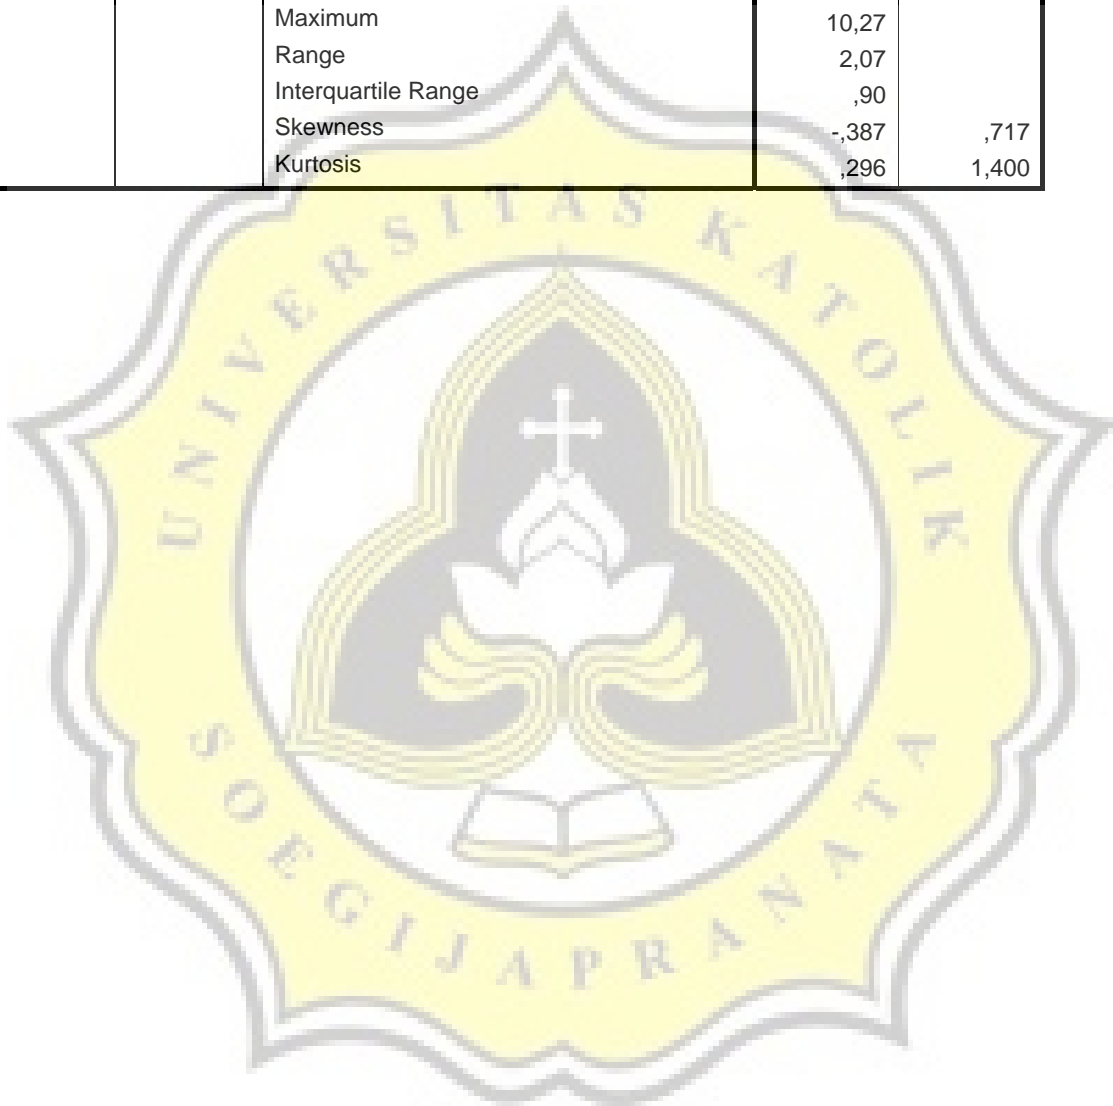 Maximum 10,27
Range 2,07
Interquartile Range ,90
Skewness -,387 ,717
Kurtosis ,296 1,400
UNIVERSITAS KATOLIK
SOEGIJAPRANATA